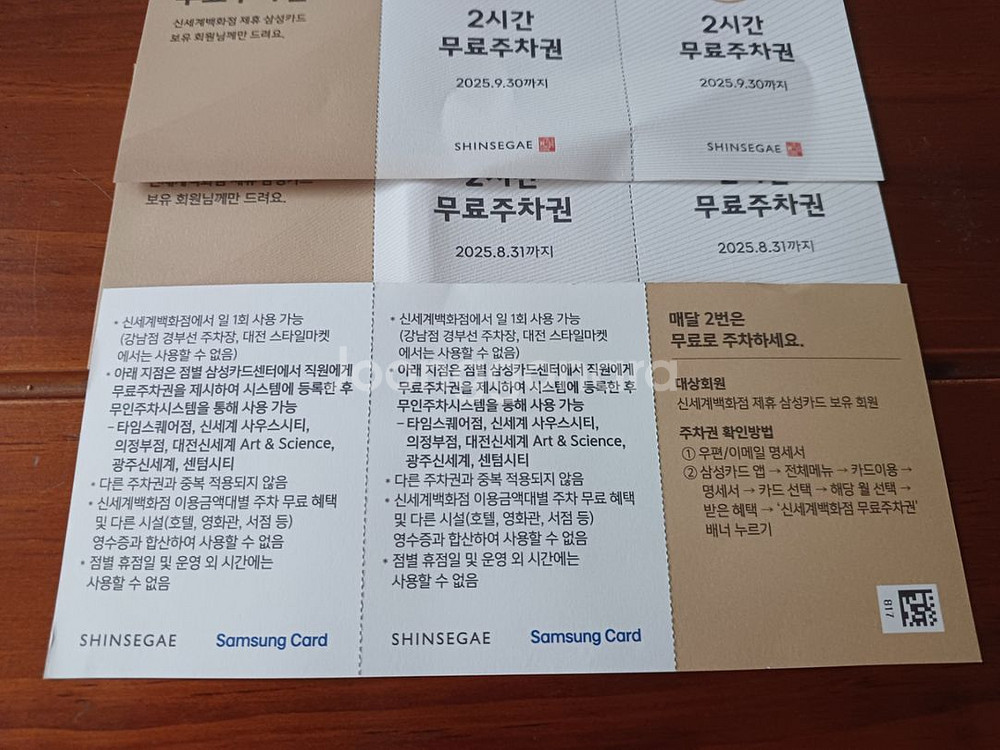 신세계백화점 제휴 삼성카드
보유 회원님께만 드려요.
2시간
무료주차권
2025.9.30까지
SHINSEGAE
2시간
무료주차권
2025.9.30까지
SHINSEGAE
보유 회원님께만 드려요.
2시간
무료주차권
2025.8.31까지
무료주차권
2025.8.31까지
• 신세계백화점에서 일 1회 사용 가능
(강남점 경부선 주차장, 대전 스타일마켓
에서는 사용할 수 없음)
• 아래 지점은 점별 삼성카드센터에서 직원에게
무료주차권을 제시하여 시스템에 등록한 후
무인주차시스템을 통해 사용 가능
– 타임스퀘어점, 신세계 사우스시티,
의정부점, 대전신세계 Art & Science,
광주신세계, 센텀시티
• 다른 주차권과 중복 적용되지 않음
• 신세계백화점 이용금액대별 주차 무료 혜택
및 다른 시설(호텔, 영화관, 서점 등)
영수증과 합산하여 사용할 수 없음
• 점별 휴점일 및 운영 외 시간에는
사용할 수 없음
SHINSEGAE
Samsung Card
• 신세계백화점에서 일 1회 사용 가능
(강남점 경부선 주차장, 대전 스타일마켓
에서는 사용할 수 없음)
• 아래 지점은 점별 삼성카드센터에서 직원에게
무료주차권을 제시하여 시스템에 등록한 후
무인주차시스템을 통해 사용 가능
– 타임스퀘어점, 신세계 사우스시티,
의정부점, 대전신세계 Art & Science,
광주신세계, 센텀시티
• 다른 주차권과 중복 적용되지 않음
• 신세계백화점 이용금액대별 주차 무료 혜택
및 다른 시설(호텔, 영화관, 서점 등)
영수증과 합산하여 사용할 수 없음
• 점별 휴점일 및 운영 외 시간에는
사용할 수 없음
SHINSEGAE
Samsung Card
매달 2번은
무료로 주차하세요.
대상회원
신세계백화점 제휴 삼성카드 보유 회원
주차권 확인방법
① 우편/이메일 명세서
② 삼성카드 앱 → 전체메뉴 → 카드이용 →
명세서 → 카드 선택 → 해당 월 선택 →
받은 혜택 → ‘신세계백화점 무료주차권’
배너 누르기
817